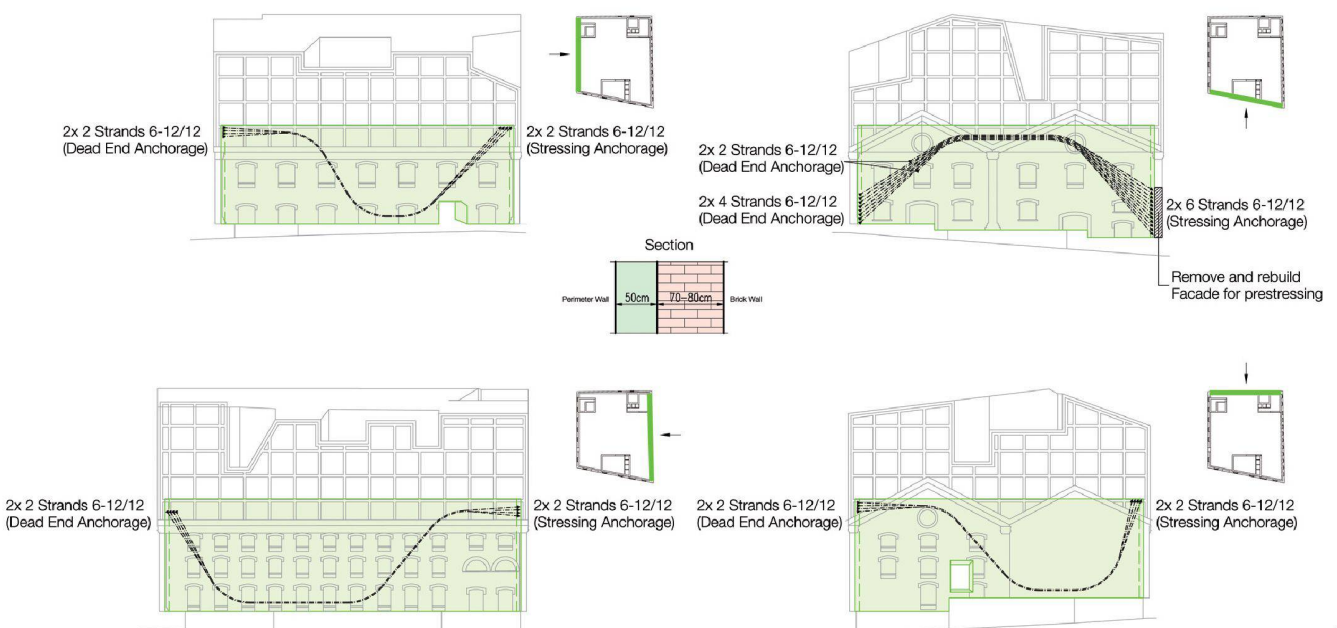 2x 2 Strands 6-12/12
(Dead End Anchorage)
2x 2 Strands 6-12/12
(Stressing Anchorage)
2x 2 Strands 6-12/12
(Dead End Anchorage)
2x 4 Strands 6-12/12
(Dead End Anchorage)
2x 6 Strands 6-12/12
(Stressing Anchorage)
Remove and rebuild
Facade for prestressing
Section
Perimeter Wall
50cm
70-80cm
Brick Wall
2x 2 Strands 6-12/12
(Dead End Anchorage)
2x 2 Strands 6-12/12
(Stressing Anchorage)
2x 2 Strands 6-12/12
(Dead End Anchorage)
2x 2 Strands 6-12/12
(Stressing Anchorage)